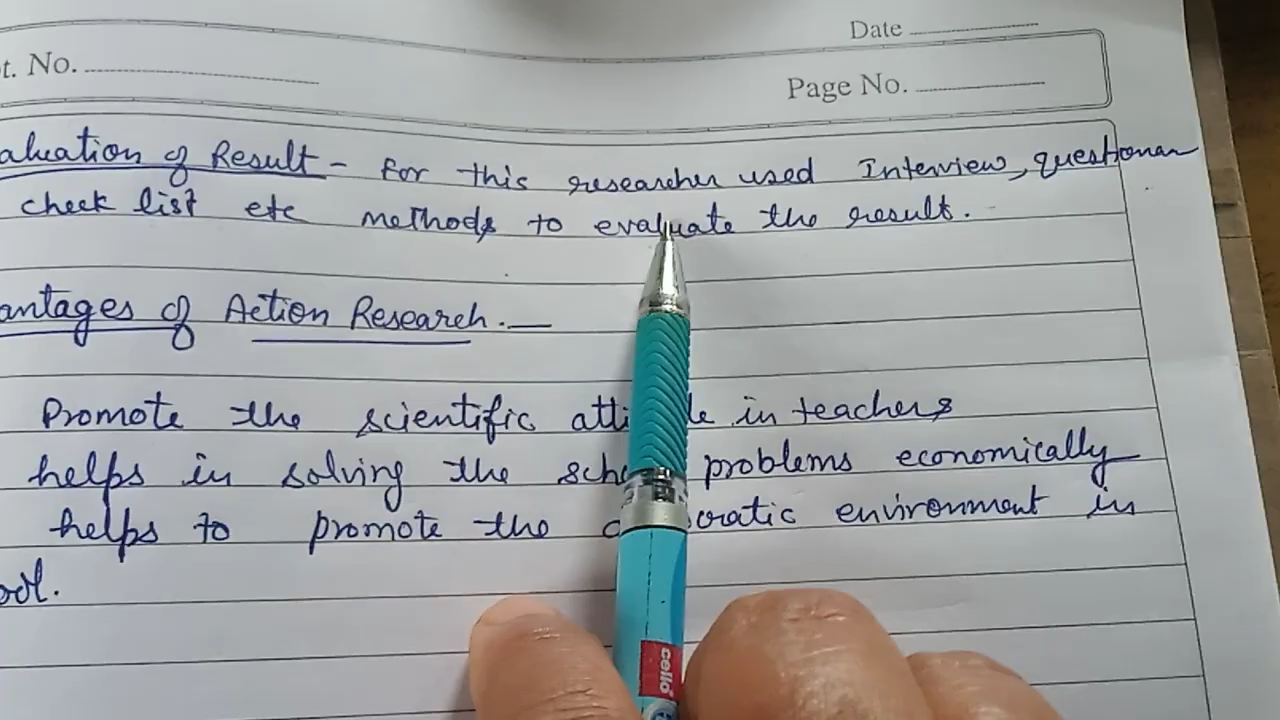 Date
t. No.
Page No.
aluation of Result - For this researcher used Interview, questionar
check list etc methods to evaluate the result.
antages of Action Research. —
Promote the scientific in teachers
helps in solving the problems economically
helps to promote the environment in
ool.
cello